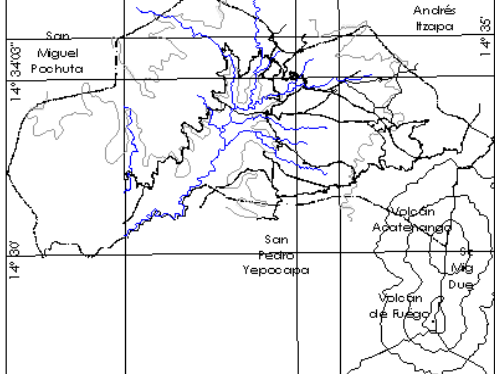 Andrés
Itzapa
San
Miguel
Pochuta
14° 34'03"
14° 35'
Volcán
Acatenango
San
Pedro
Yepocapa
Mig
Due
Volcán
de Fuego
14° 30'